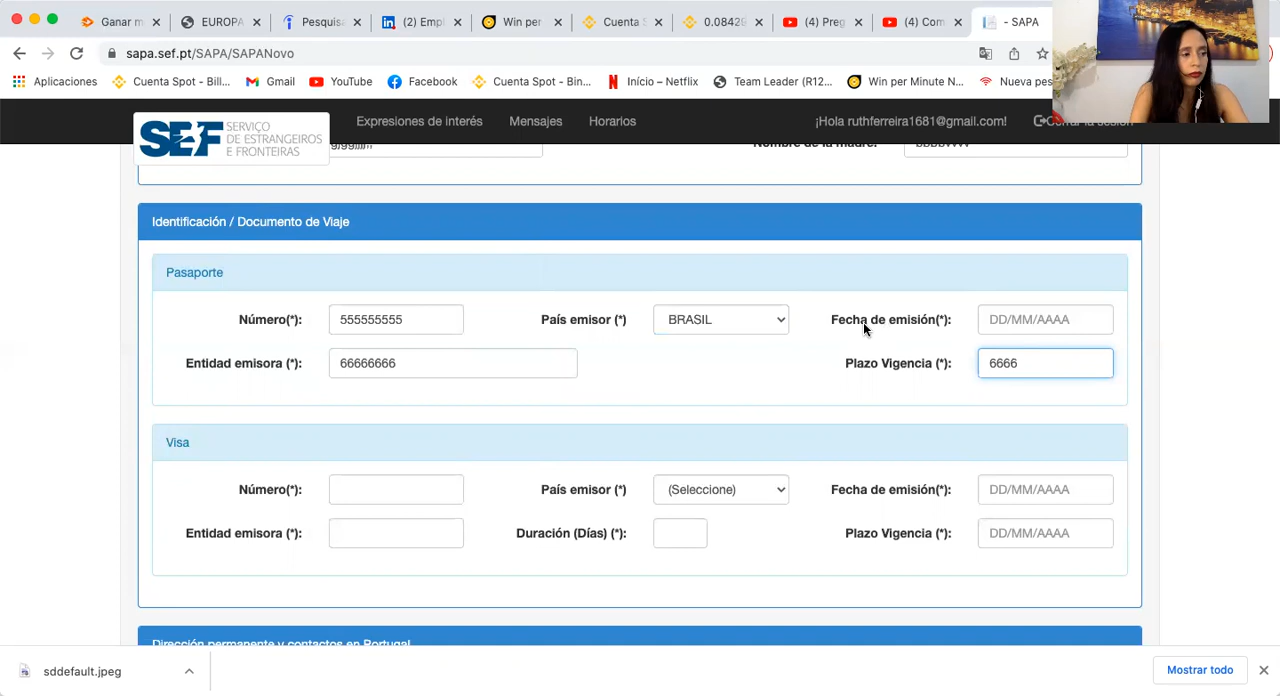 Ganar m
EUROPA
Pesquisa
(2) Empl
Win per
Cuenta S
0.08428
(4) Preg
(4) Com
- SAPA
sapa.sef.pt/SAPA/SAPANovo
Aplicaciones
Cuenta Spot - Bill...
Gmail
YouTube
Facebook
Cuenta Spot - Bin...
Início – Netflix
Team Leader (R12...
Win per Minute N...
Nueva pes
SEF SERVIÇO
DE ESTRANGEIROS
E FRONTEIRAS
Expresiones de interés
Mensajes
Horarios
¡Hola ruthferreira1681@gmail.com!
Cerrar la sesión
Nombre de la madre:
Identificación / Documento de Viaje
Pasaporte
Número(*): 555555555 País emisor (*) BRASIL Fecha de emisión(*): DD/MM/AAAA
Entidad emisora (*): 66666666 Plazo Vigencia (*): 6666
Visa
Número(*): País emisor (*) (Seleccione) Fecha de emisión(*): DD/MM/AAAA
Entidad emisora (*): Duración (Días) (*): Plazo Vigencia (*): DD/MM/AAAA
Dirección permanente y contactos en Portugal
sddefault.jpeg
Mostrar todo